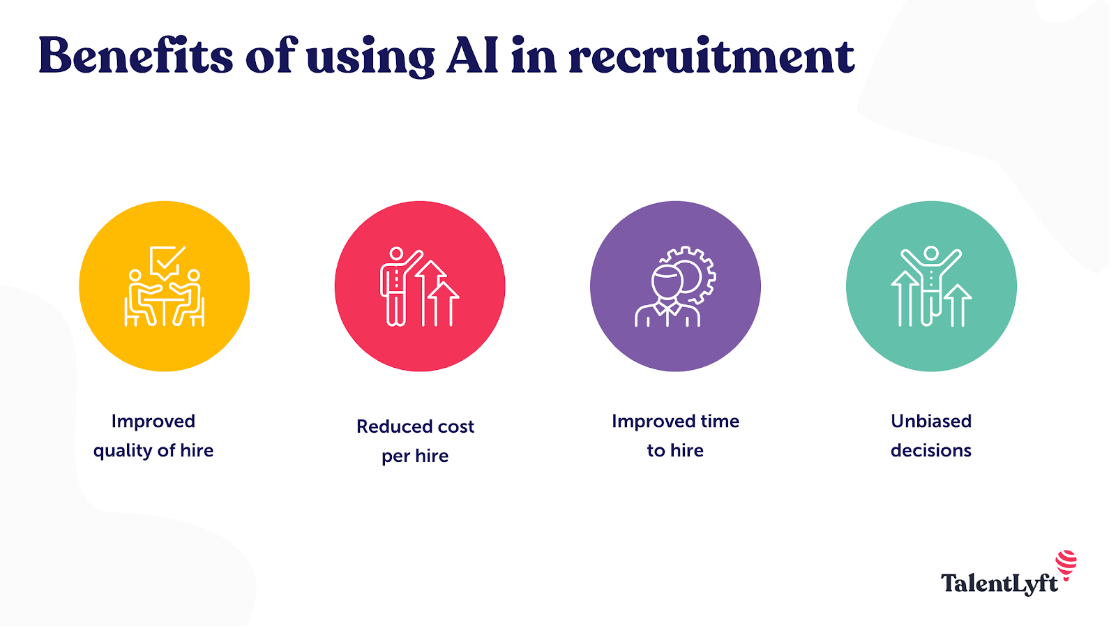 Benefits of using AI in recruitment
Improved
quality of hire
Reduced cost
per hire
Improved time
to hire
Unbiased
decisions
TalentLyft